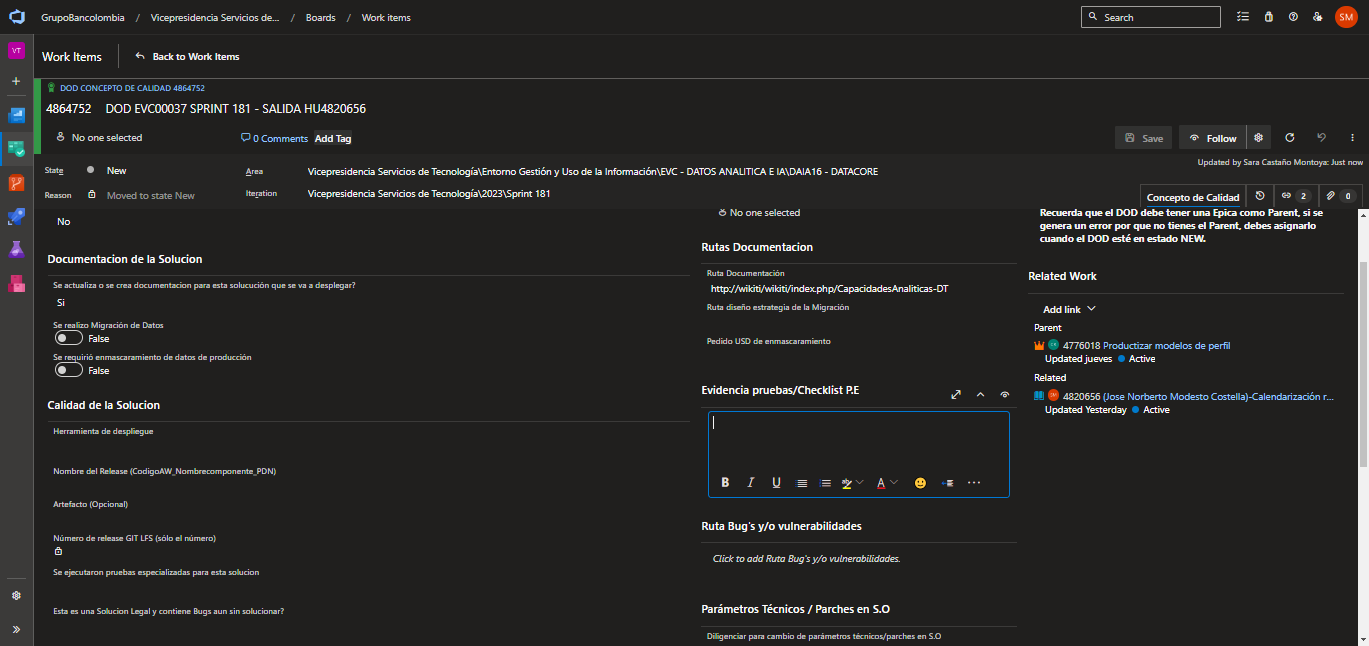 GrupoBancolombia / Vicepresidencia Servicios de... / Boards / Work items
Search
SM
VT
Work Items
Back to Work Items
DOD CONCEPTO DE CALIDAD 4864752
4864752 DOD EVC00037 SPRINT 181 - SALIDA HU4820656
No one selected
0 Comments
Add Tag
Save
Follow
Updated by Sara Castaño Montoya: Just now
State
New
Area
Vicepresidencia Servicios de Tecnología\Entorno Gestión y Uso de la Información\EVC - DATOS ANALITICA E IA\DAIA16 - DATACORE
Reason
Moved to state New
Iteration
Vicepresidencia Servicios de Tecnología\2023\Sprint 181
Concepto de Calidad
2
0
No
Documentacion de la Solucion
Se actualiza o se crea documentacion para esta solucución que se va a desplegar?
Si
Se realizo Migración de Datos
False
Se requirió enmascaramiento de datos de producción
False
Calidad de la Solucion
Herramienta de despliegue
Nombre del Release (CodigoAW_Nombrecomponente_PDN)
Artefacto (Opcional)
Número de release GIT LFS (sólo el número)
Se ejecutaron pruebas especializadas para esta solucion
Esta es una Solucion Legal y contiene Bugs aun sin solucionar?
No one selected
Rutas Documentacion
Ruta Documentación
http://wikiti/wikiti/index.php/CapacidadesAnaliticas-DT
Ruta diseño estrategia de la Migración
Pedido USD de enmascaramiento
Evidencia pruebas/Checklist P.E
B I U
A
Ruta Bug's y/o vulnerabilidades
Click to add Ruta Bug's y/o vulnerabilidades.
Parámetros Técnicos / Parches en S.O
Diligenciar para cambio de parámetros técnicos/parches en S.O
Recuerda que el DOD debe tener una Epica como Parent, si se
genera un error por que no tienes el Parent, debes asignarlo
cuando el DOD esté en estado NEW.
Related Work
Add link
Parent
4776018 Productizar modelos de perfil
Updated jueves Active
Related
4820656 (Jose Norberto Modesto Costella)-Calendarización r...
Updated Yesterday Active